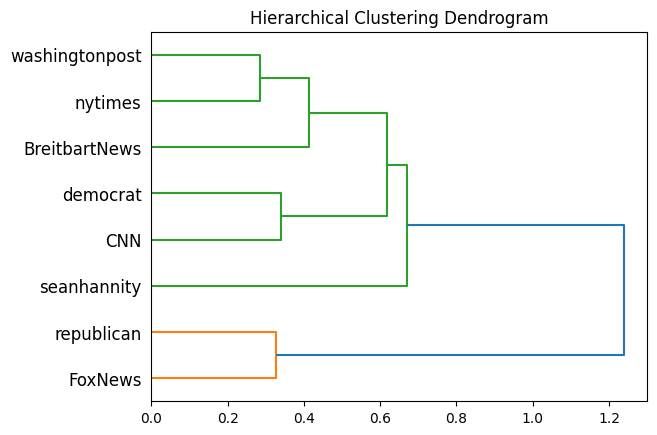 Hierarchical Clustering Dendrogram
washingtonpost
nytimes
BreitbartNews
democrat
CNN
seanhannity
republican
FoxNews
0.0 0.2 0.4 0.6 0.8 1.0 1.2